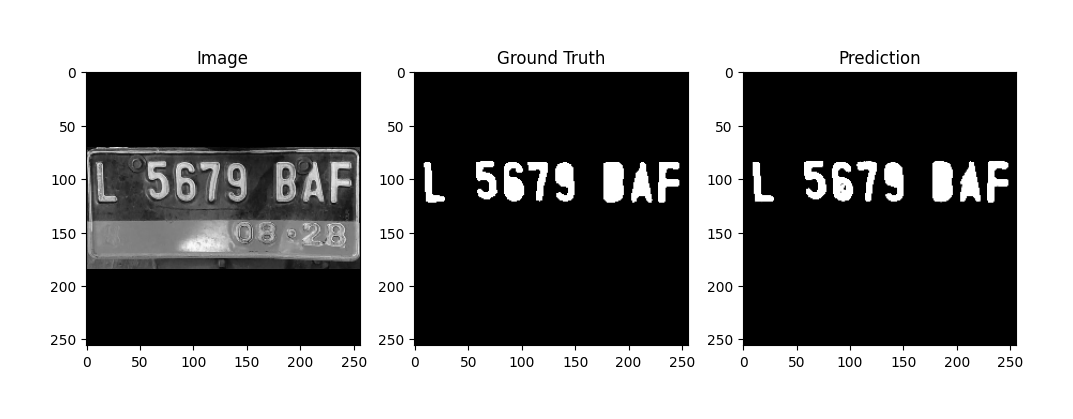 Image Ground Truth Prediction
0 0 0
50 50 50
100 100 100
150 150 150
200 200 200
250 250 250
0 50 100 150 200 250 0 50 100 150 200 250 0 50 100 150 200 250
L 5679 BAF
08·28
L 5679 BAF
L 5679 BAF